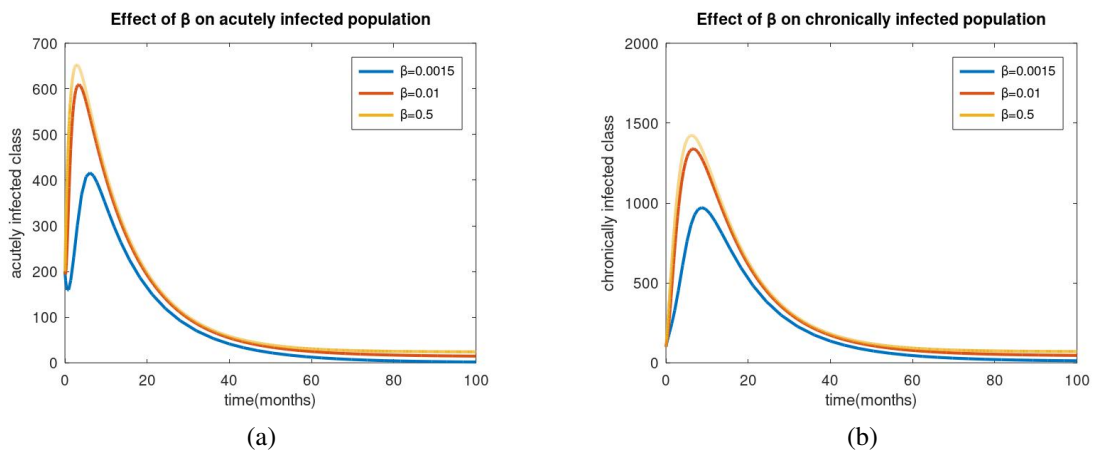 Effect of β on acutely infected population
700
600
500
400
300
200
100
0
acutely infected class
β=0.0015
β=0.01
β=0.5
0 20 40 60 80 100
time(months)
(a)
Effect of β on chronically infected population
2000
1500
1000
500
0
chronically infected class
β=0.0015
β=0.01
β=0.5
0 20 40 60 80 100
time(months)
(b)